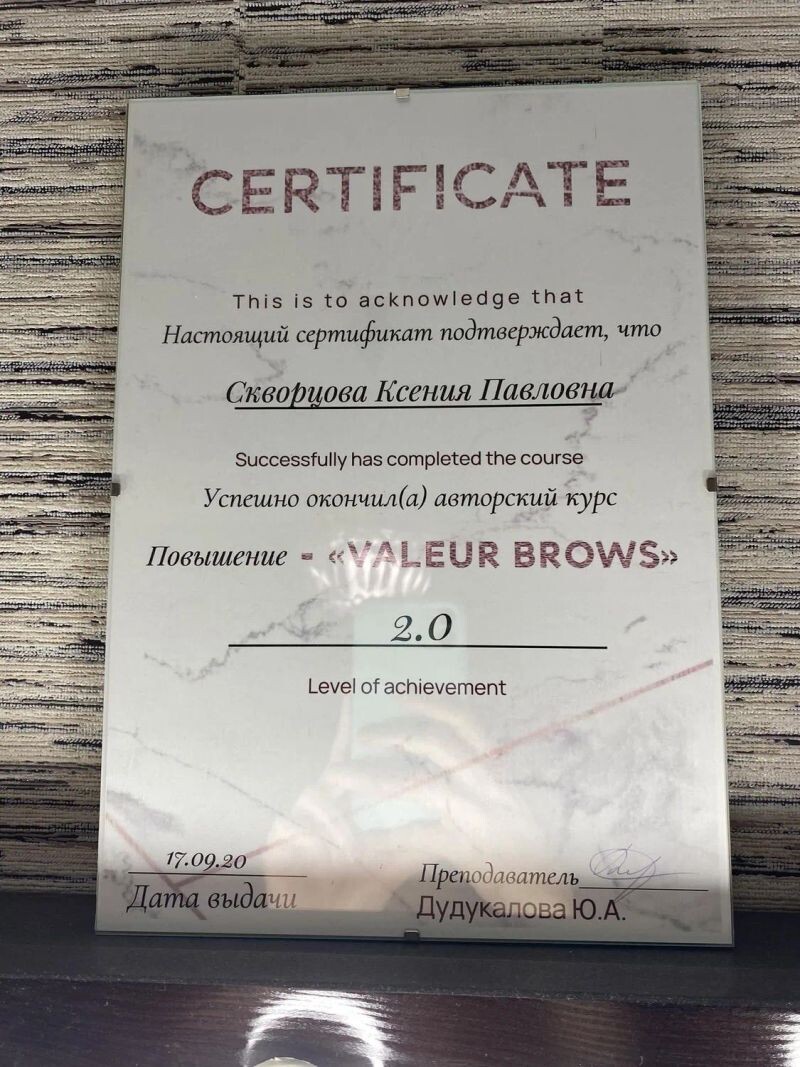 CERTIFICATE
This is to acknowledge that
Настоящий сертификат подтверждает, что
Скворцова Ксения Павловна
Successfully has completed the course
Успешно окончил(а) авторский курс
Повышение - «VALEUR BROWS»
2.0
Level of achievement
17.09.20
Дата выдачи
Преподаватель
Дудукалова Ю.А.